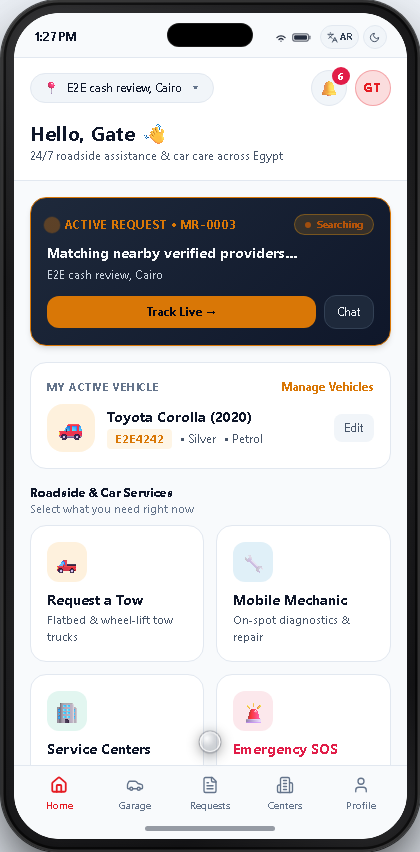 1:27 PM
AR
E2E cash review, Cairo
6
GT
Hello, Gate
24/7 roadside assistance & car care across Egypt
ACTIVE REQUEST • MR-0003
Searching
Matching nearby verified providers...
E2E cash review, Cairo
Track Live →
Chat
MY ACTIVE VEHICLE
Manage Vehicles
Toyota Corolla (2020)
E2E4242 • Silver • Petrol
Edit
Roadside & Car Services
Select what you need right now
Request a Tow
Flatbed & wheel-lift tow
trucks
Mobile Mechanic
On-spot diagnostics &
repair
Service Centers
Emergency SOS
Home
Garage
Requests
Centers
Profile